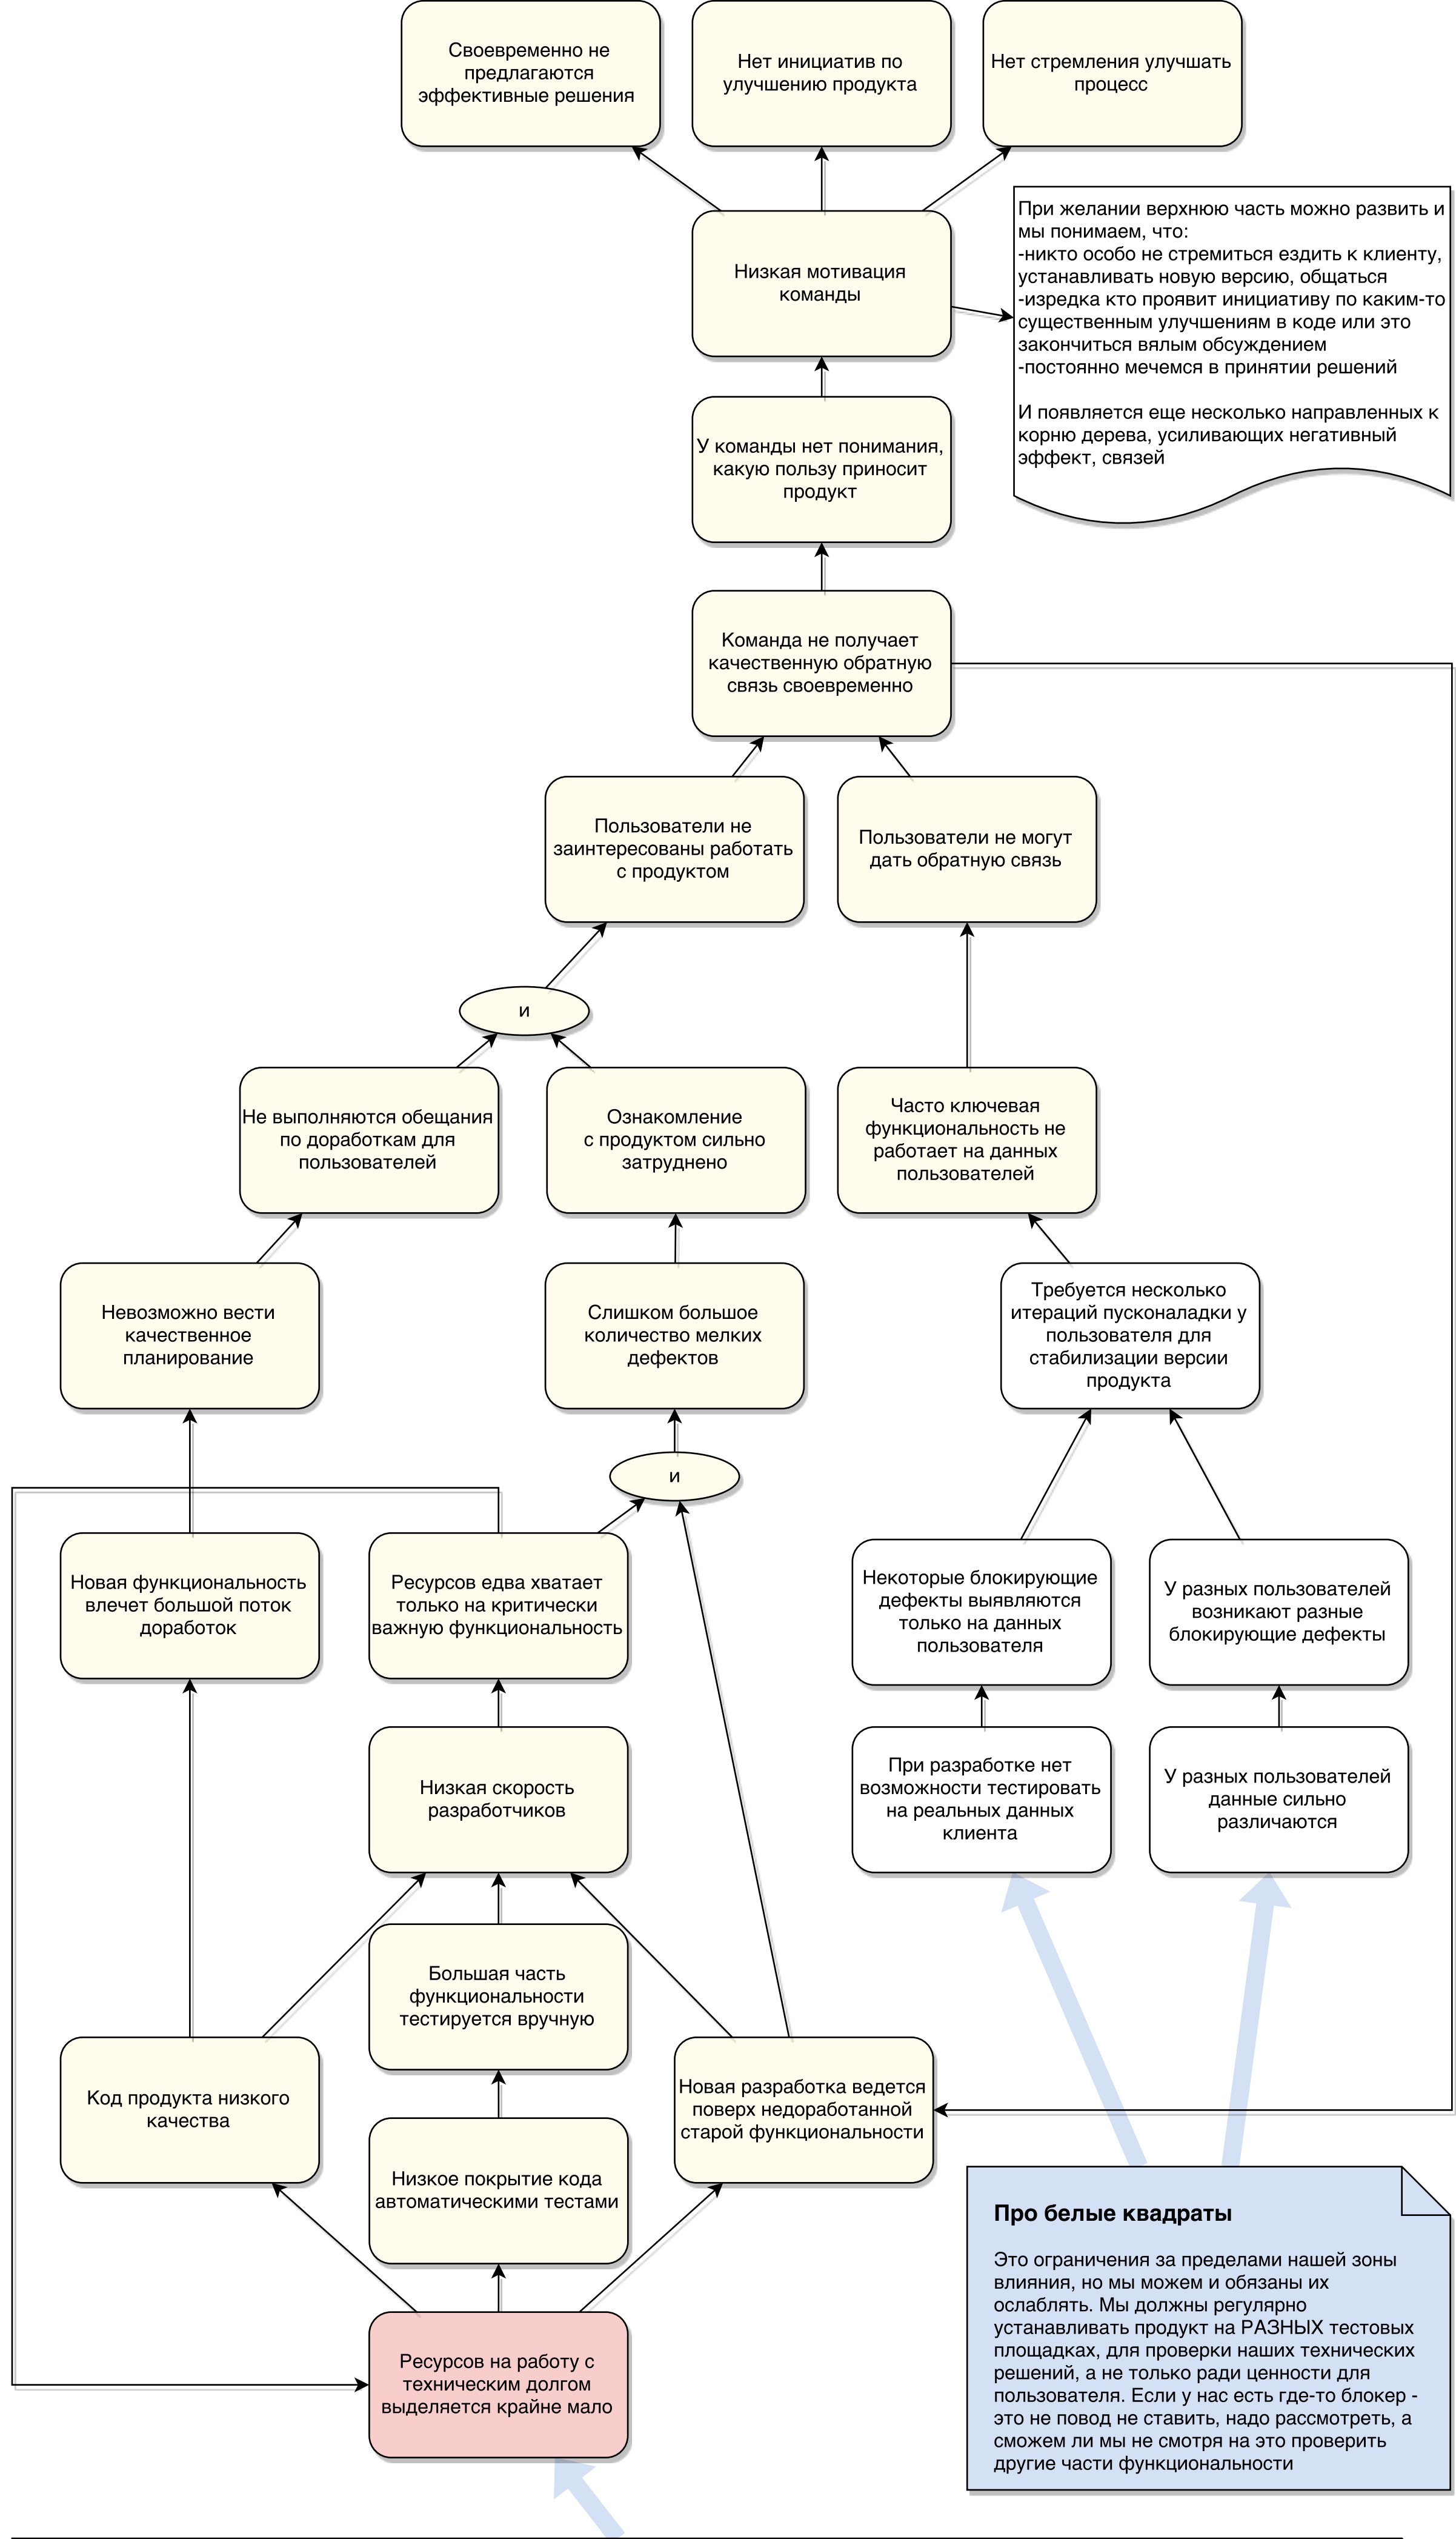 Своевременно не
предлагаются
эффективные решения
Нет инициатив по
улучшению продукта
Нет стремления улучшать
процесс
При желании верхнюю часть можно развить и
мы понимаем, что:
-никто особо не стремиться ездить к клиенту,
устанавливать новую версию, общаться
-изредка кто проявит инициативу по каким-то
существенным улучшениям в коде или это
закончиться вялым обсуждением
-постоянно мечемся в принятии решений
И появляется еще несколько направленных к
корню дерева, усиливающих негативный
эффект, связей
Низкая мотивация
команды
У команды нет понимания,
какую пользу приносит
продукт
Команда не получает
качественную обратную
связь своевременно
Пользователи не
заинтересованы работать
с продуктом
Пользователи не могут
дать обратную связь
и
Не выполняются обещания
по доработкам для
пользователей
Ознакомление
с продуктом сильно
затруднено
Часто ключевая
функциональность не
работает на данных
пользователей
Невозможно вести
качественное
планирование
Слишком большое
количество мелких
дефектов
Требуется несколько
итераций пусконаладки у
пользователя для
стабилизации версии
продукта
и
Новая функциональность
влечет большой поток
доработок
Ресурсов едва хватает
только на критически
важную функциональность
Некоторые блокирующие
дефекты выявляются
только на данных
пользователя
У разных пользователей
возникают разные
блокирующие дефекты
Низкая скорость
разработчиков
При разработке нет
возможности тестировать
на реальных данных
клиента
У разных пользователей
данные сильно
различаются
Большая часть
функциональности
тестируется вручную
Код продукта низкого
качества
Новая разработка ведется
поверх недоработанной
старой функциональности
Низкое покрытие кода
автоматическими тестами
Ресурсов на работу с
техническим долгом
выделяется крайне мало
Про белые квадраты
Это ограничения за пределами нашей зоны
влияния, но мы можем и обязаны их
ослаблять. Мы должны регулярно
устанавливать продукт на РАЗНЫХ тестовых
площадках, для проверки наших технических
решений, а не только ради ценности для
пользователя. Если у нас есть где-то блокер -
это не повод не ставить, надо рассмотреть, а
сможем ли мы не смотря на это проверить
другие части функциональности